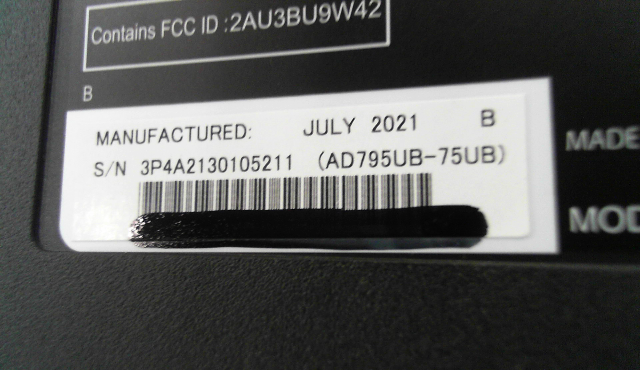 Contains FCC ID :2AU3BU9W42
B
MANUFACTURED: JULY 2021 B
S/N 3P4A2130105211 (AD795UB-75UB)
MADE
MOD